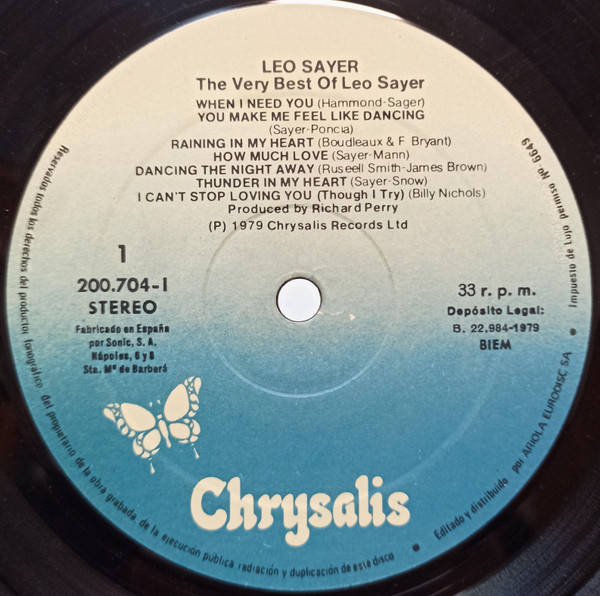 LEO SAYER
The Very Best Of Leo Sayer
WHEN I NEED YOU (Hammond-Sager)
YOU MAKE ME FEEL LIKE DANCING
(Sayer-Poncia)
RAINING IN MY HEART (Boudleaux & F Bryant)
HOW MUCH LOVE (Sayer-Mann)
DANCING THE NIGHT AWAY (Ruseell Smith-James Brown)
THUNDER IN MY HEART (Sayer-Snow)
I CAN'T STOP LOVING YOU (Though I Try) (Billy Nichols)
Produced by Richard Perry
(P) 1979 Chrysalis Records Ltd
1
200.704-I
STEREO
Fabricado en España
por Sonic, S. A.
Nápoles, 6 y 8
Sta. Mª de Barberá
33 r. p. m.
Depósito Legal:
B. 22.984-1979
BIEM
Chrysalis
Reservados todos los derechos del productor fonográfico, del propietario de la obra grabada, de la ejecución pública radiación y duplicación de este disco • Editado y distribuido por ARIOLA EURODISC SA • Impuesto de Lujo permiso No. 6649